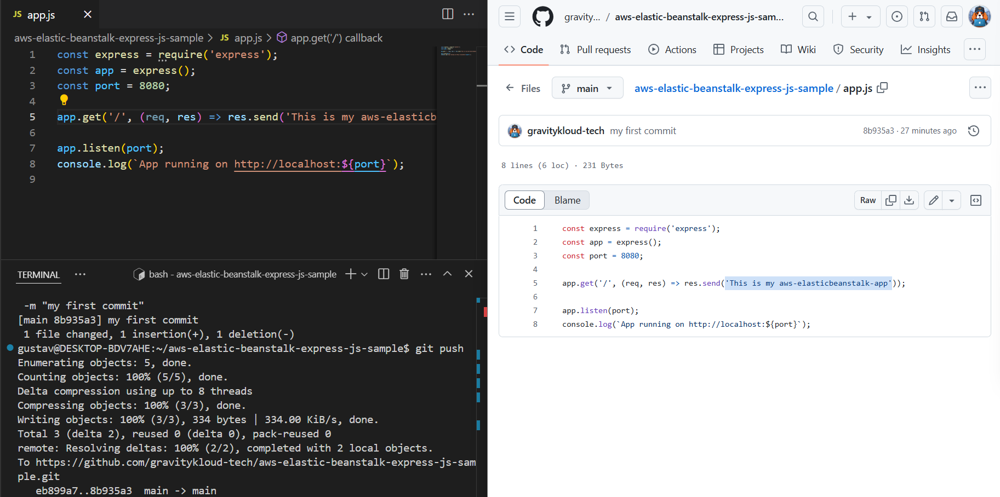 JS app.js
aws-elastic-beanstalk-express-js-sample > JS app.js > app.get('/') callback
1 const express = require('express');
2 const app = express();
3 const port = 8080;
4
5 app.get('/', (req, res) => res.send('This is my aws-elasticb
6
7 app.listen(port);
8 console.log(`App running on http://localhost:${port}`);
9
TERMINAL ··· bash - aws-elastic-beanstalk-express-js-sample
-m "my first commit"
[main 8b935a3] my first commit
1 file changed, 1 insertion(+), 1 deletion(-)
gustav@DESKTOP-BDV7AHE:~/aws-elastic-beanstalk-express-js-sample$ git push
Enumerating objects: 5, done.
Counting objects: 100% (5/5), done.
Delta compression using up to 8 threads
Compressing objects: 100% (3/3), done.
Writing objects: 100% (3/3), 334 bytes | 334.00 KiB/s, done.
Total 3 (delta 2), reused 0 (delta 0), pack-reused 0
remote: Resolving deltas: 100% (2/2), completed with 2 local objects.
To https://github.com/gravitykloud-tech/aws-elastic-beanstalk-express-js-sam
ple.git
eb899a7..8b935a3 main -> main
gravity... / aws-elastic-beanstalk-express-js-sam...
Code Pull requests Actions Projects Wiki Security Insights
Files main aws-elastic-beanstalk-express-js-sample / app.js
gravitykloud-tech my first commit 8b935a3 · 27 minutes ago
8 lines (6 loc) · 231 Bytes
Code Blame Raw
1 const express = require('express');
2 const app = express();
3 const port = 8080;
4
5 app.get('/', (req, res) => res.send('This is my aws-elasticbeanstalk-app'));
6
7 app.listen(port);
8 console.log(`App running on http://localhost:${port}`);